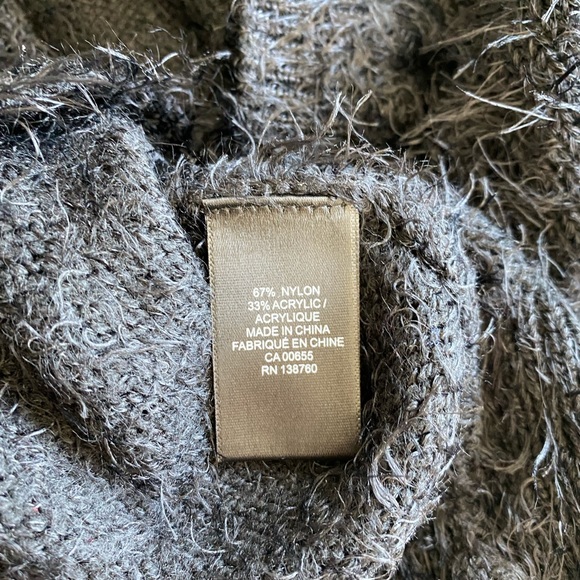 67% NYLON
33% ACRYLIC /
ACRYLIQUE
MADE IN CHINA
FABRIQUÉ EN CHINE
CA 00655
RN 138760